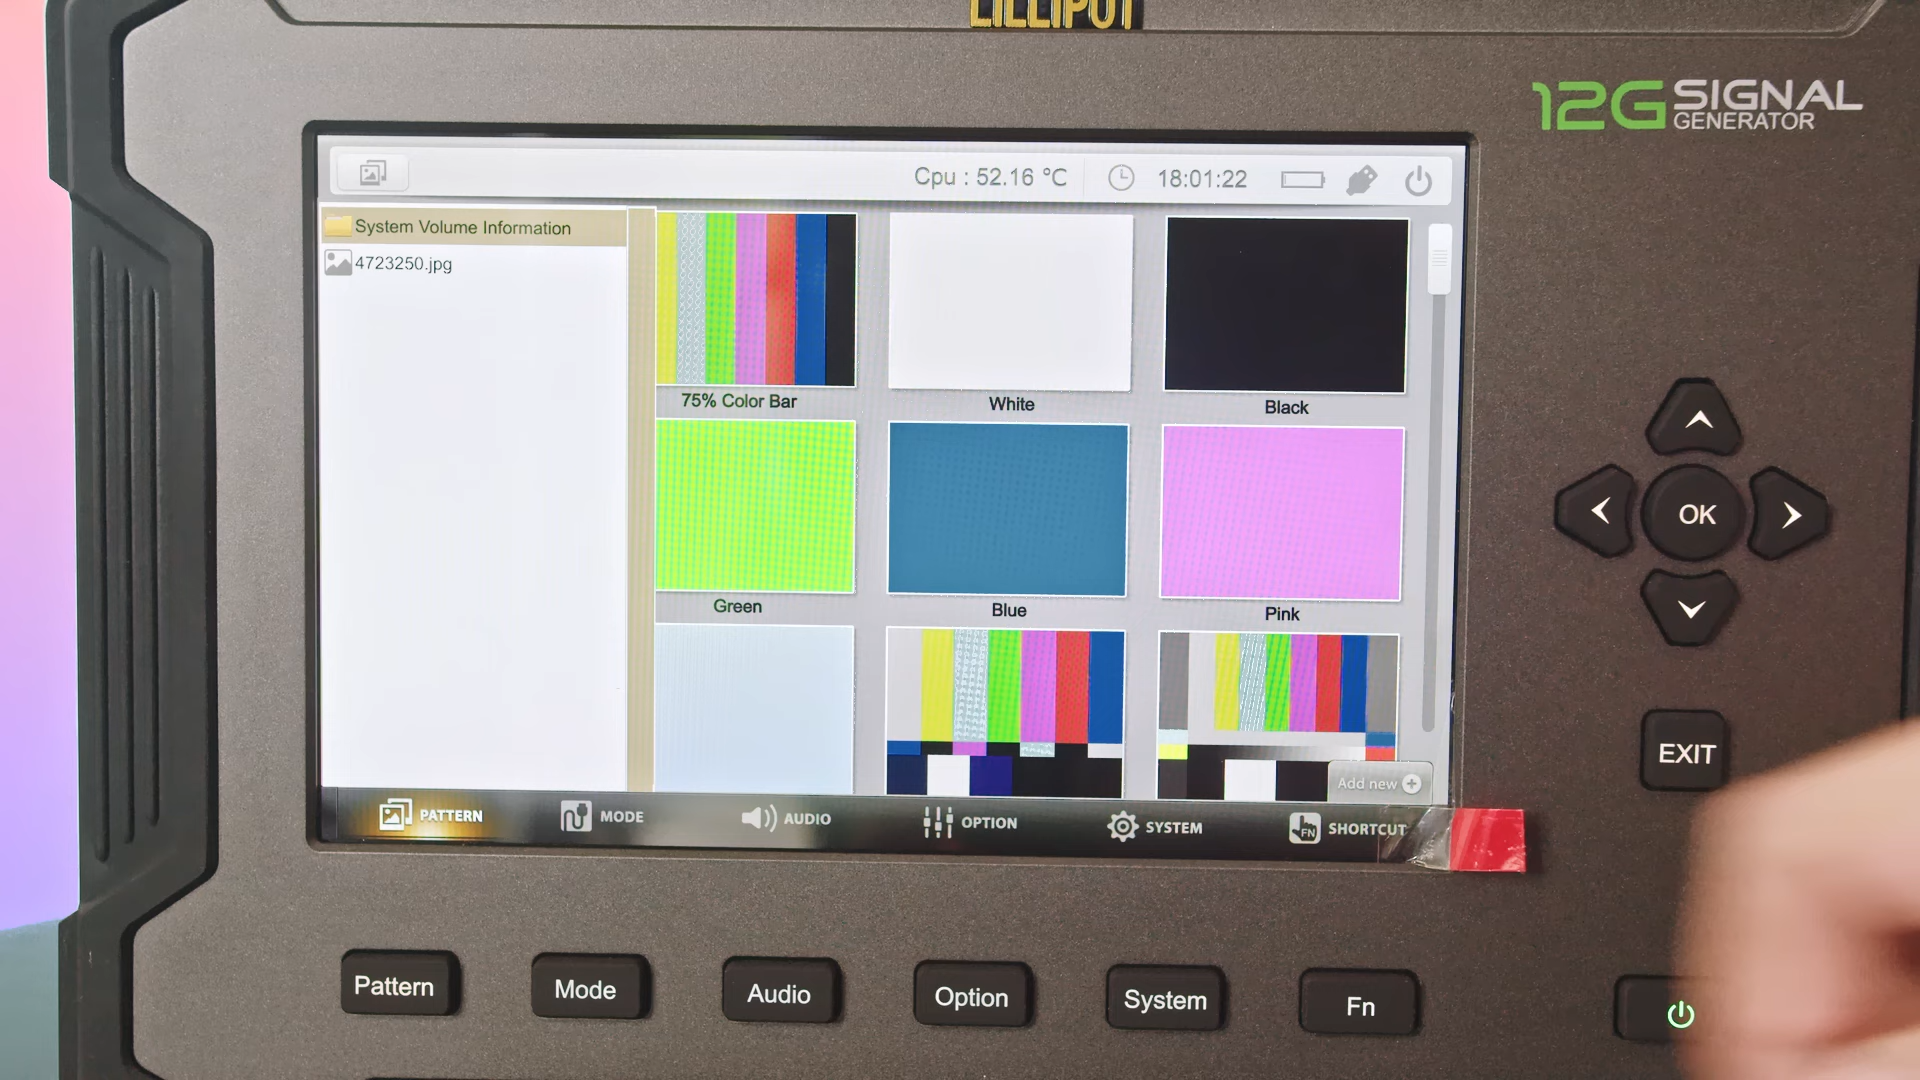 LILLIPUT
12G SIGNAL
GENERATOR
Cpu : 52.16 °C
18:01:22
System Volume Information
4723250.jpg
75% Color Bar
White
Black
Green
Blue
Pink
Add new
PATTERN
MODE
AUDIO
OPTION
SYSTEM
FN
SHORTCUT
OK
EXIT
Pattern
Mode
Audio
Option
System
Fn